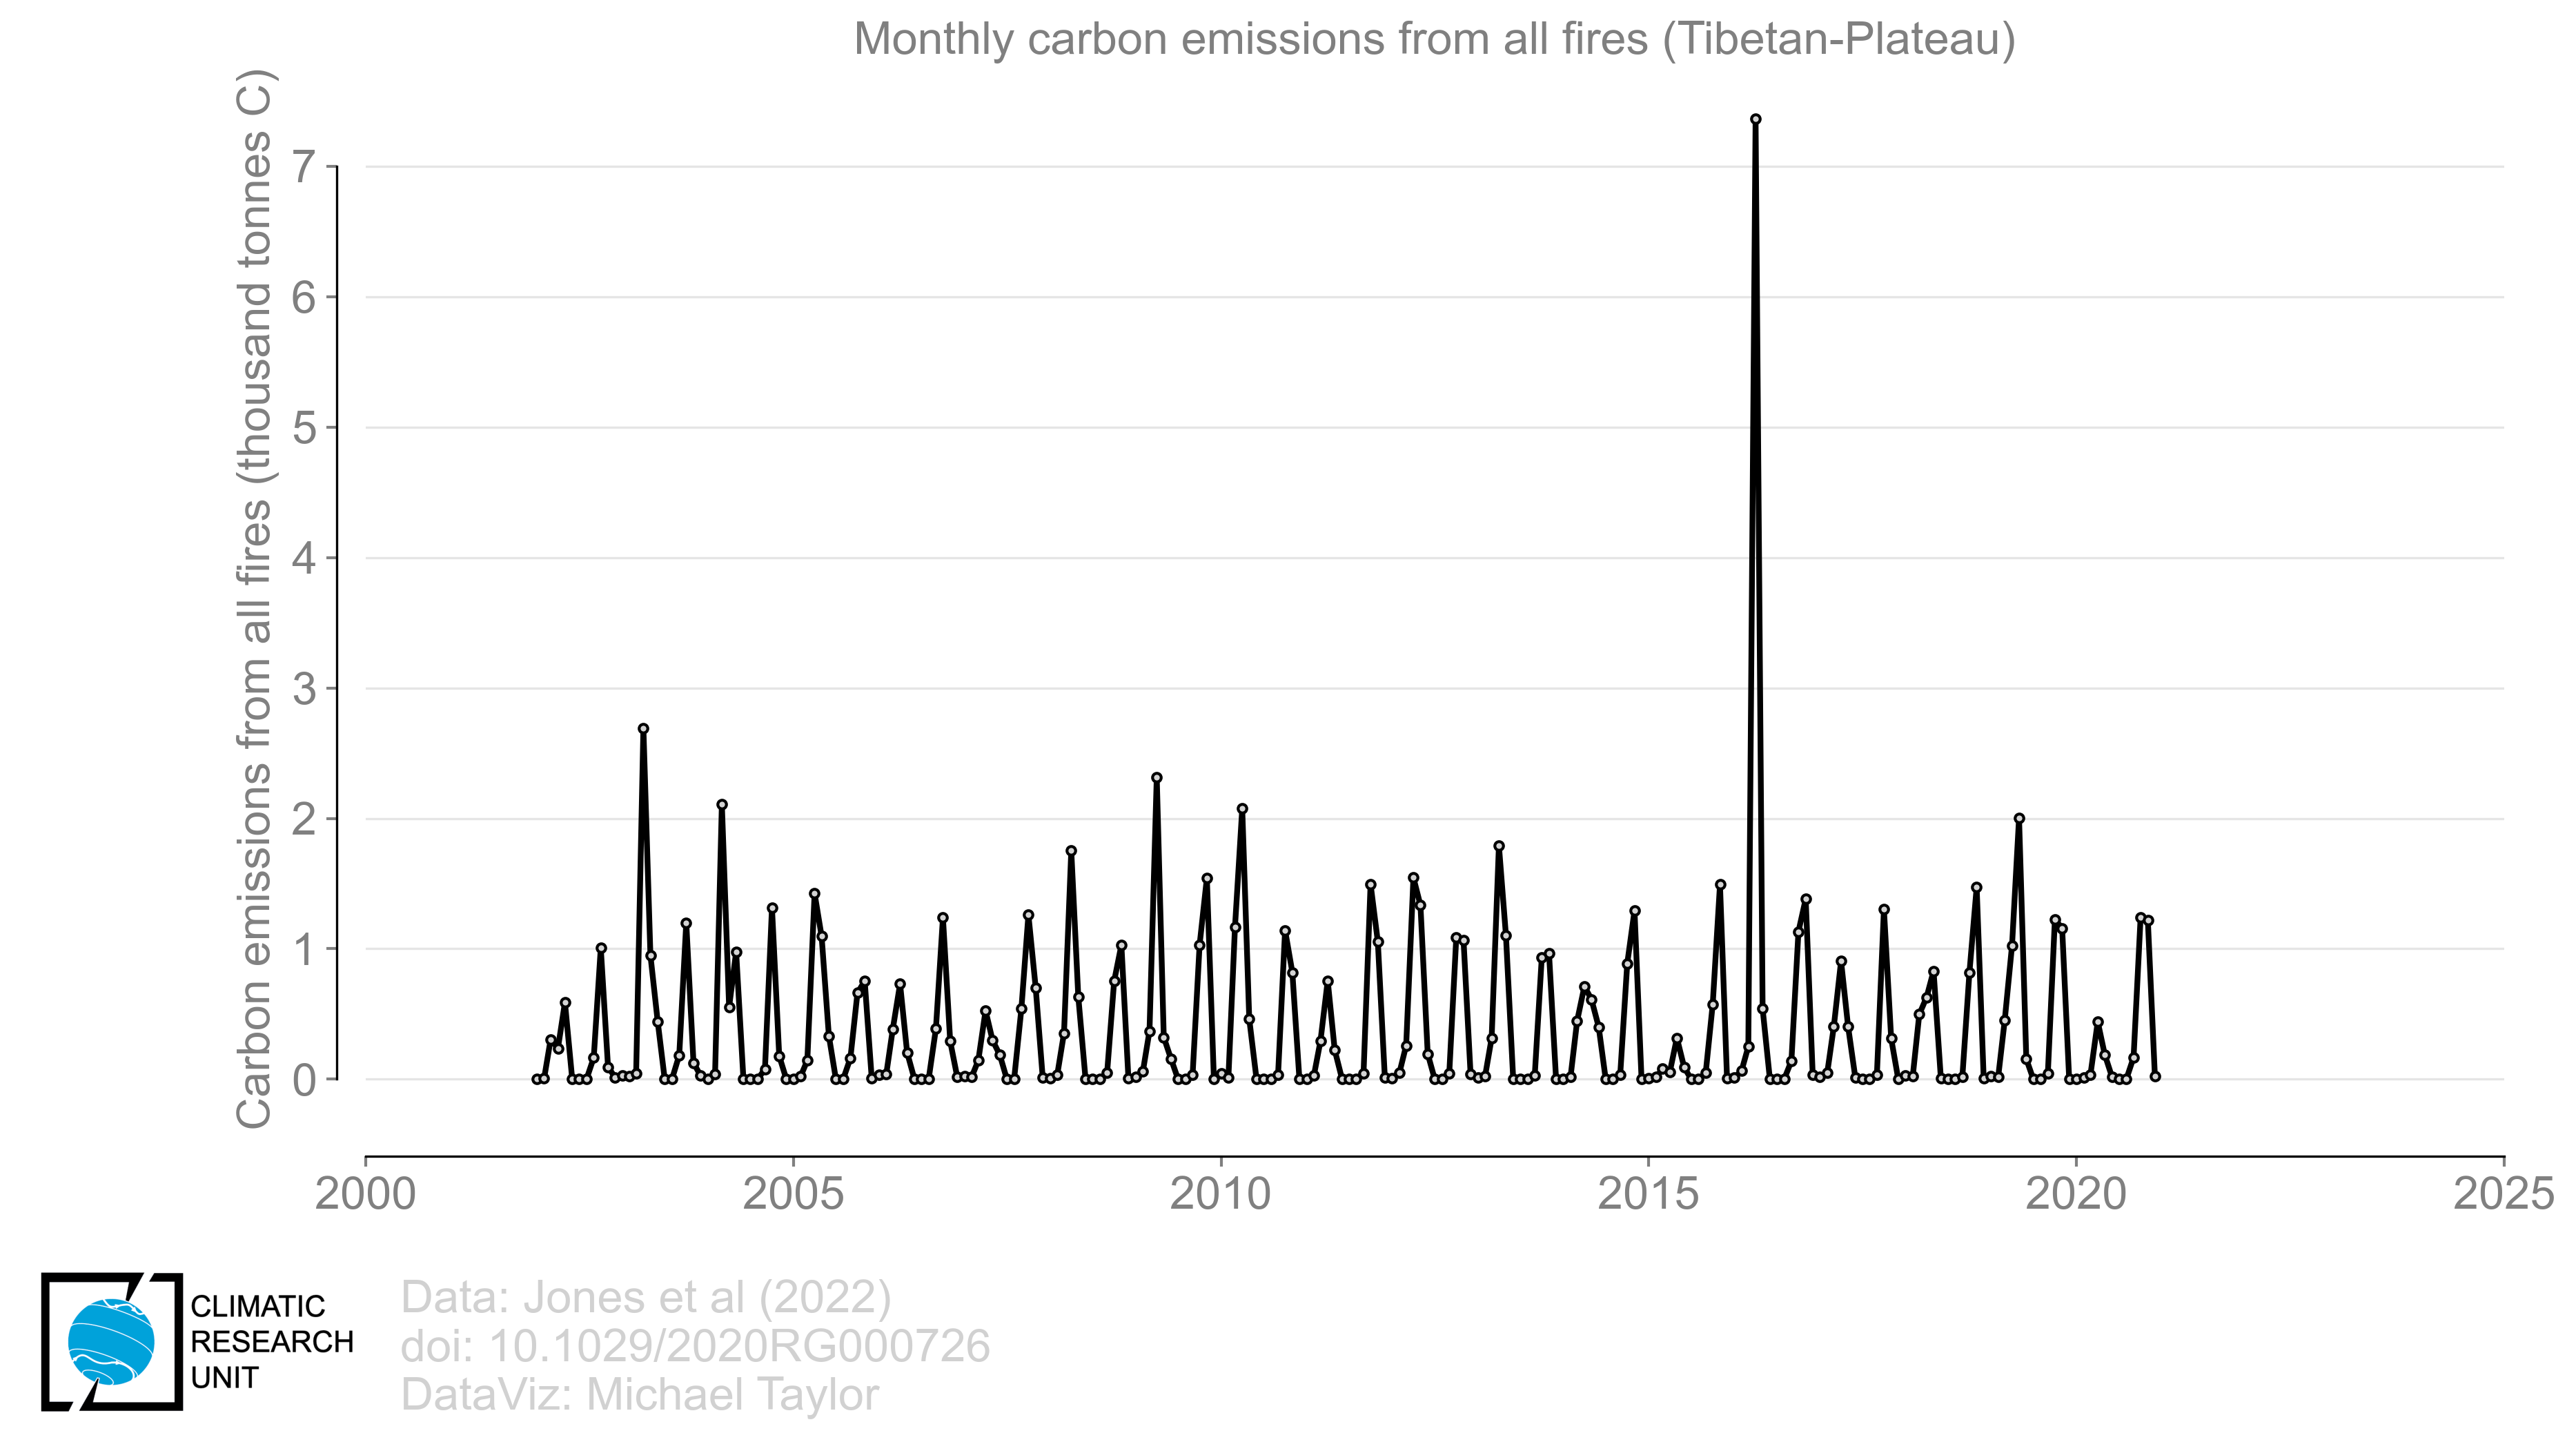 Monthly carbon emissions from all fires (Tibetan-Plateau)
Carbon emissions from all fires (thousand tonnes C)
7
6
5
4
3
2
1
0
2000
2005
2010
2015
2020
2025
CLIMATIC
RESEARCH
UNIT
Data: Jones et al (2022)
doi: 10.1029/2020RG000726
DataViz: Michael Taylor